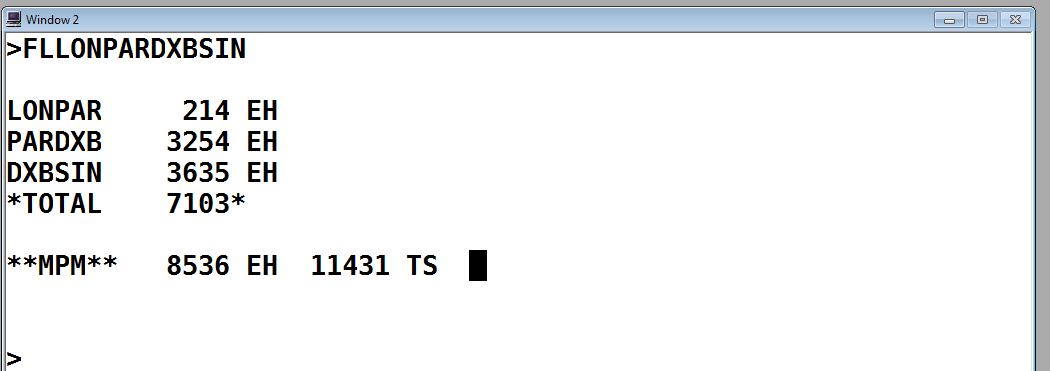 Window 2
>FLLONPARDXBSIN
LONPAR 214 EH
PARDXB 3254 EH
DXBSIN 3635 EH
*TOTAL 7103*
**MPM** 8536 EH 11431 TS
>